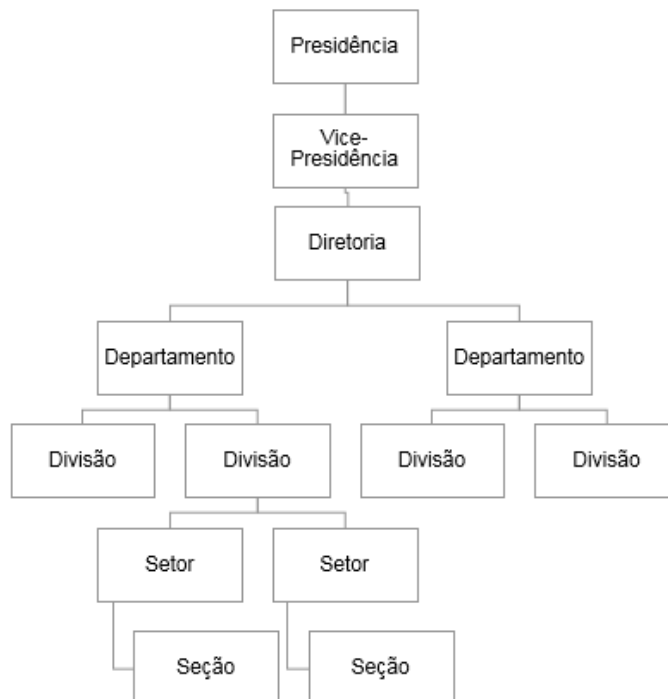 Presidência
Vice-
Presidência
Diretoria
Departamento
Departamento
Divisão
Divisão
Divisão
Divisão
Setor
Setor
Seção
Seção